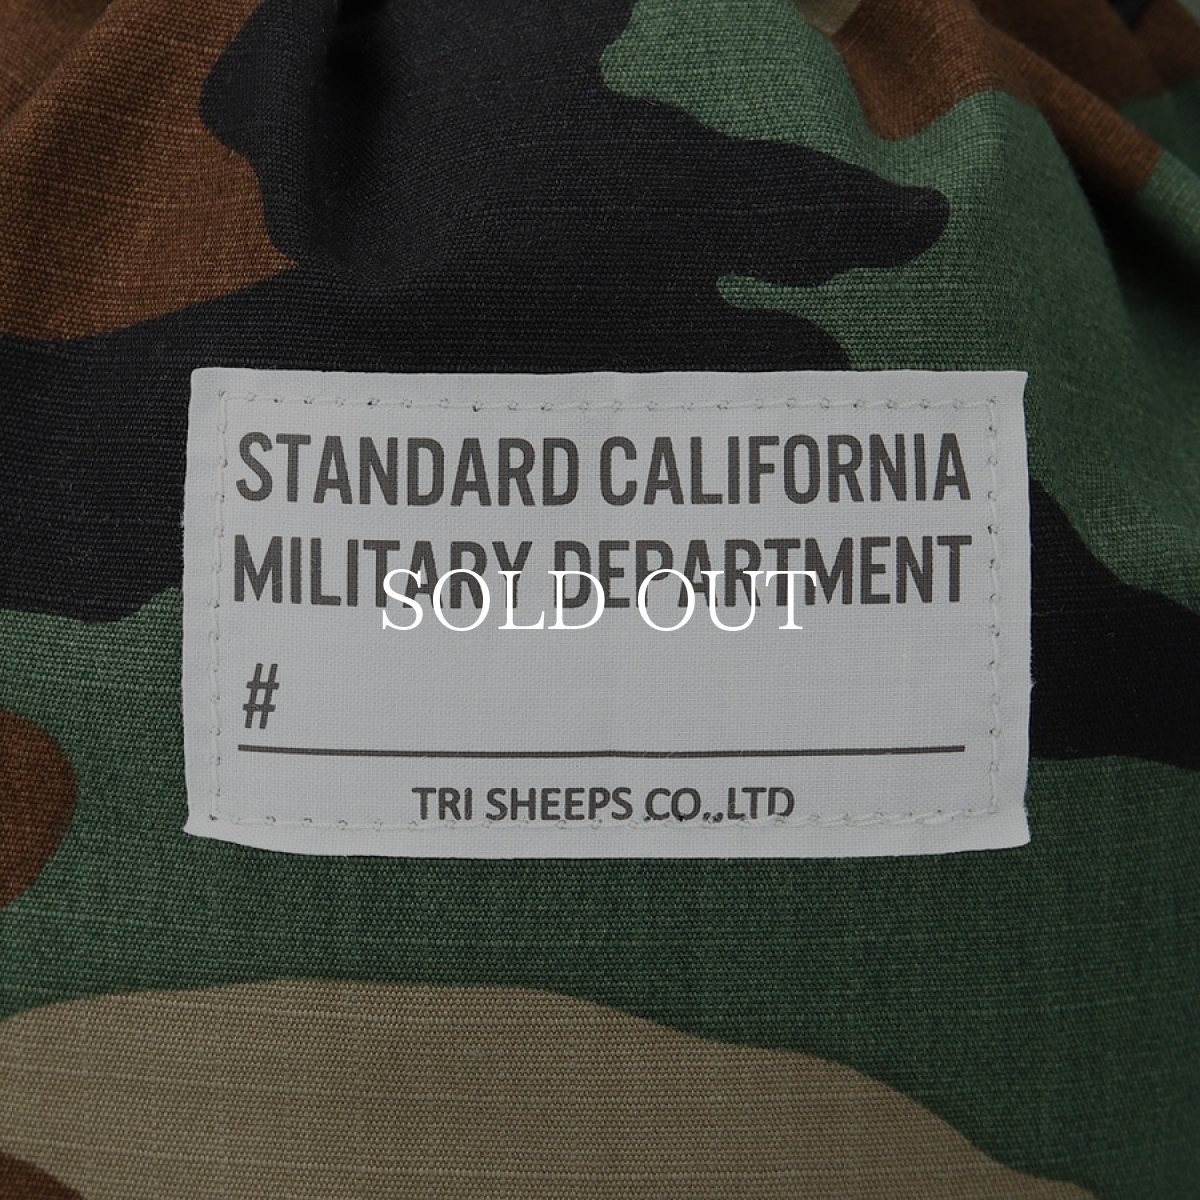 STANDARD CALIFORNIA
MILITARY DEPARTMENT
SOLD OUT
#
TRI SHEEPS CO.,LTD